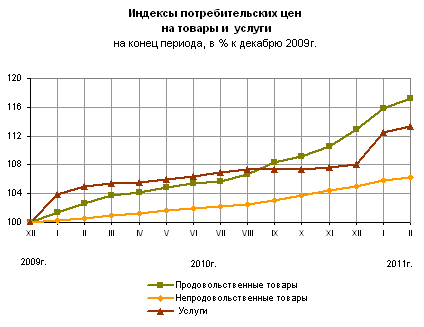 Индексы потребительских цен
на товары и услуги
на конец периода, в % к декабрю 2009г.
120
116
112
108
104
100
XII I II III IV V VI VII VIII IX X XI XII I II
2009г. 2010г. 2011г.
Продовольственные товары
Непродовольственные товары
Услуги